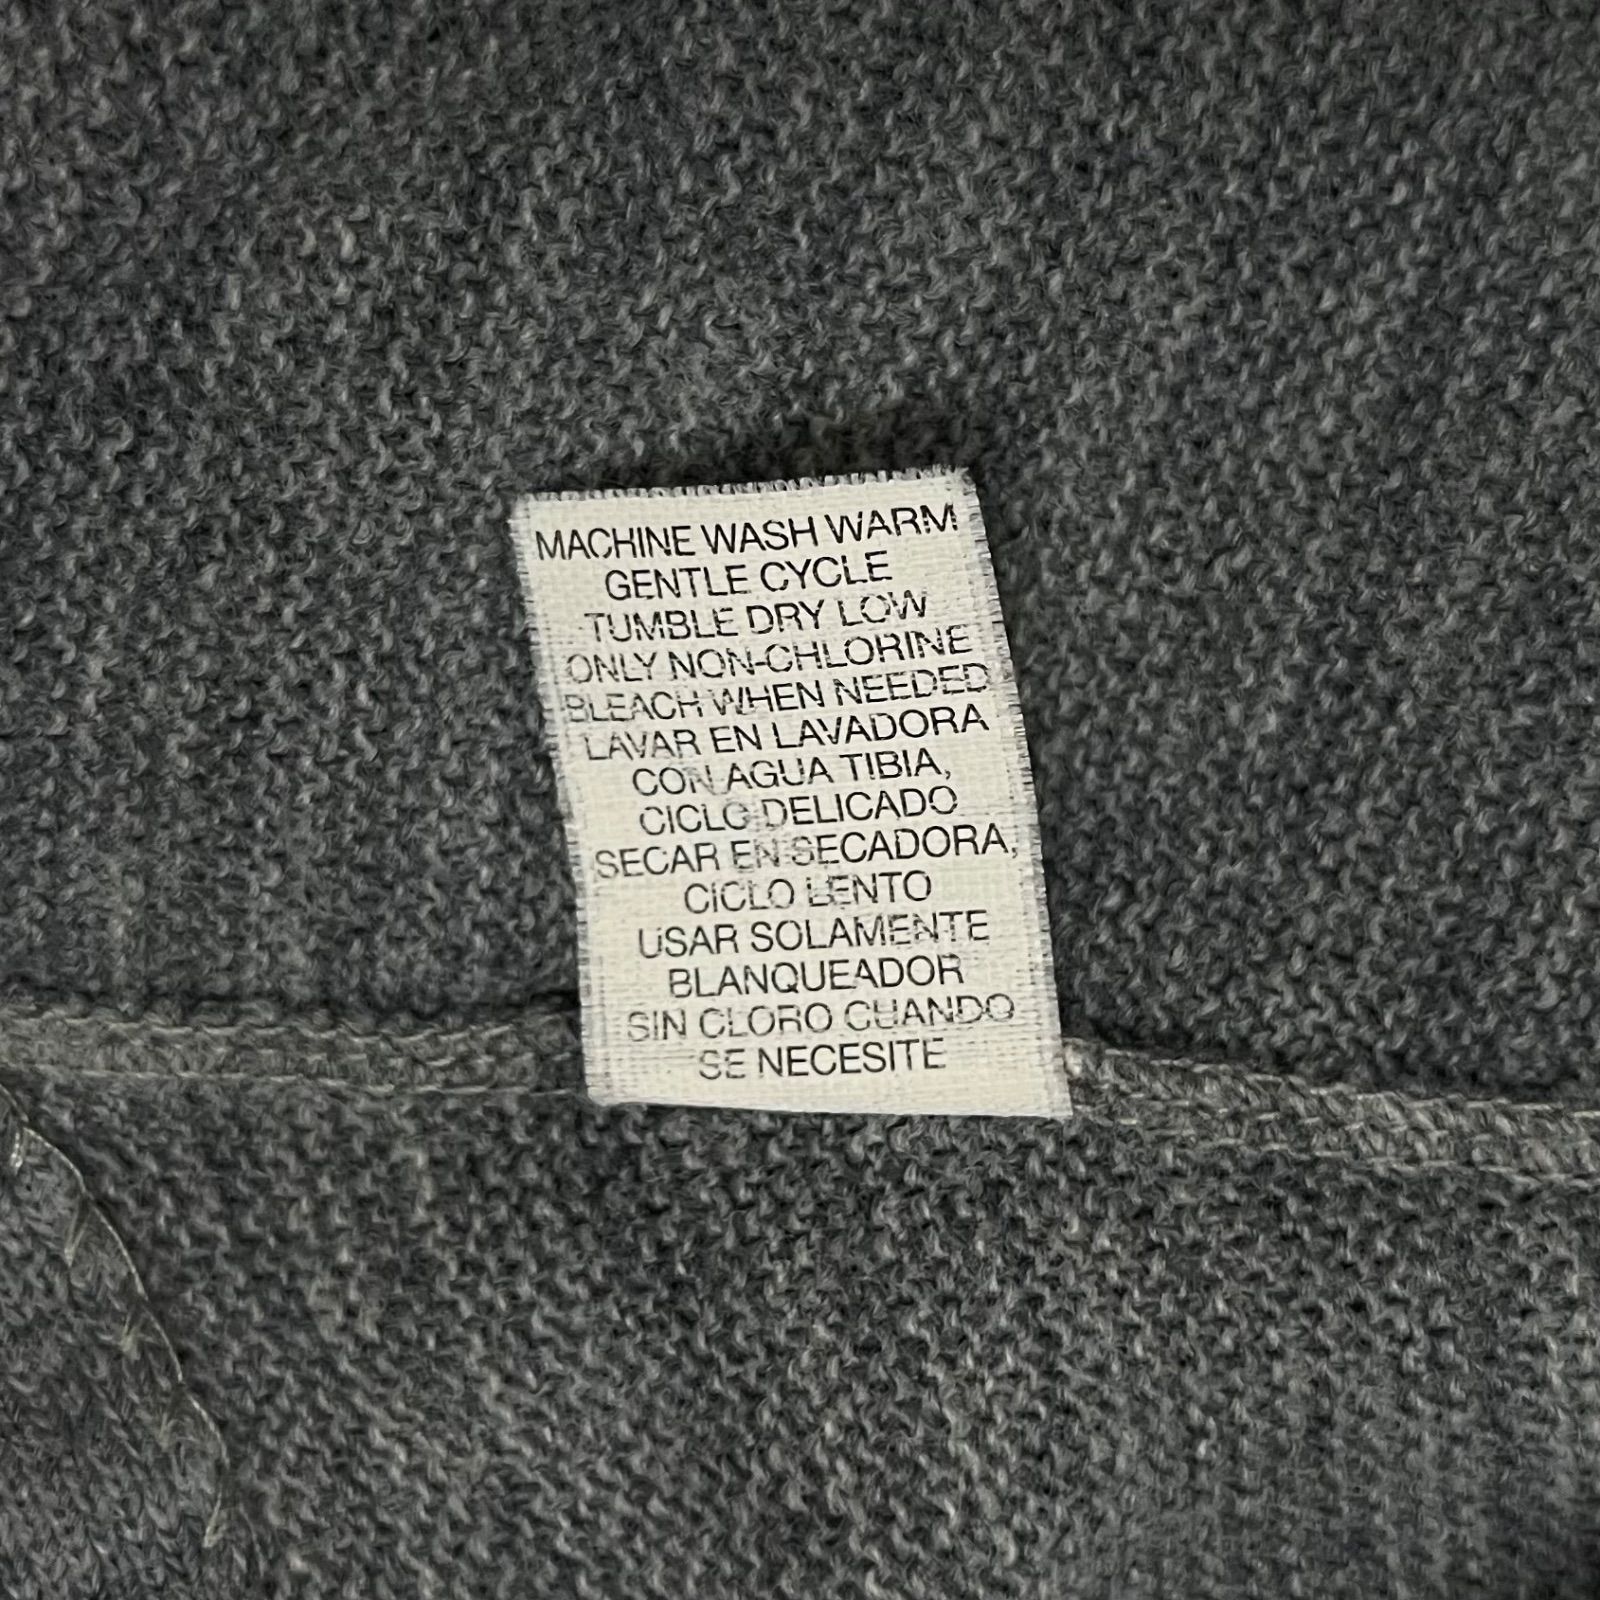 MACHINE WASH WARM
GENTLE CYCLE
TUMBLE DRY LOW
ONLY NON-CHLORINE
BLEACH WHEN NEEDED
LAVAR EN LAVADORA
CON AGUA TIBIA,
CICLO DELICADO
SECAR EN SECADORA,
CICLO LENTO
USAR SOLAMENTE
BLANQUEADOR
SIN CLORO CUANDO
SE NECESITE